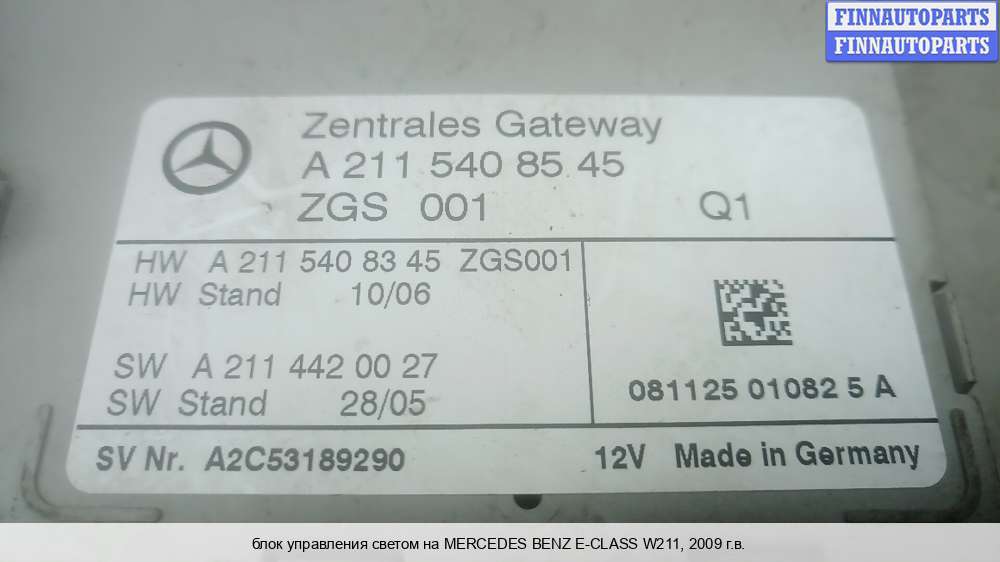 FINNAUTOPARTS
FINNAUTOPARTS
Zentrales Gateway
A 211 540 85 45
ZGS 001 Q1
HW A 211 540 83 45 ZGS001
HW Stand 10/06
SW A 211 442 00 27
SW Stand 28/05
081125 01082 5 A
SV Nr. A2C53189290 12V Made in Germany
блок управления светом на MERCEDES BENZ E-CLASS W211, 2009 г.в.